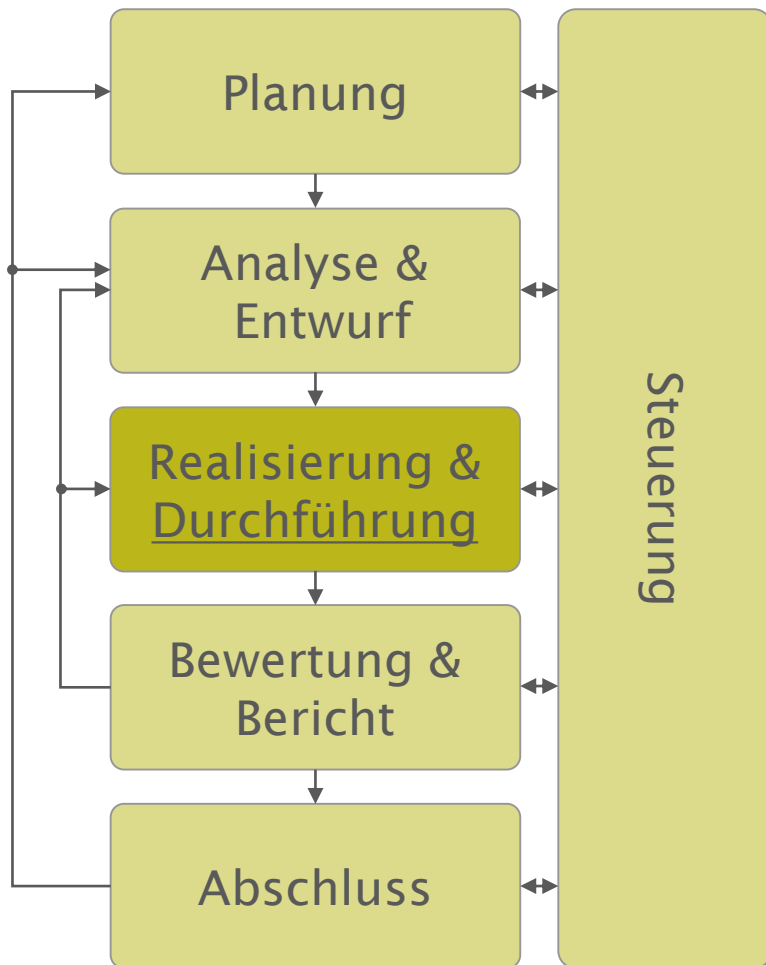 Planung
Analyse &
Entwurf
Realisierung &
Durchführung
Bewertung &
Bericht
Abschluss
Steuerung